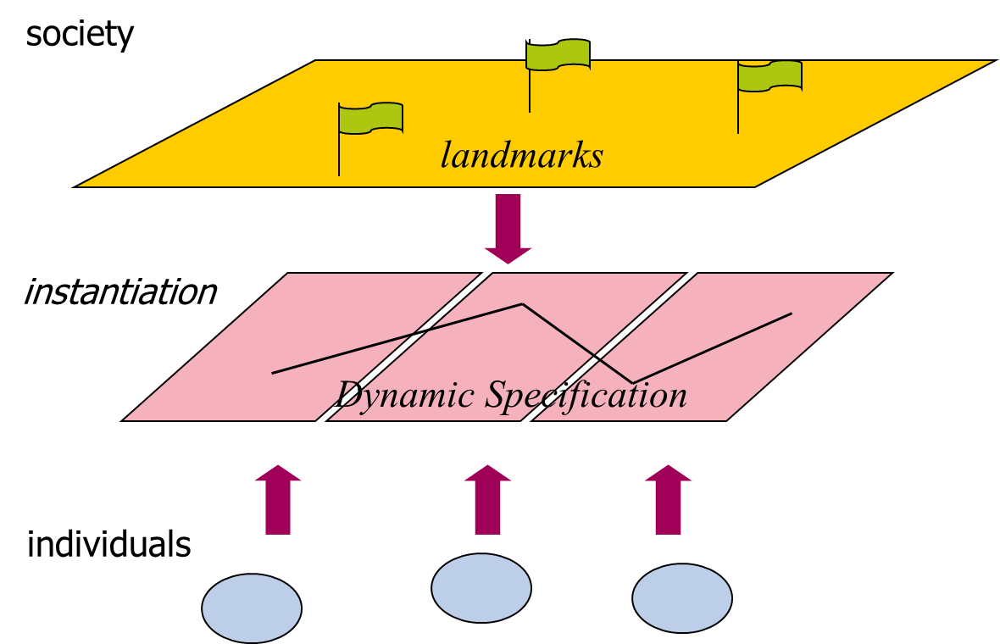 society
landmarks
instantiation
Dynamic Specification
individuals